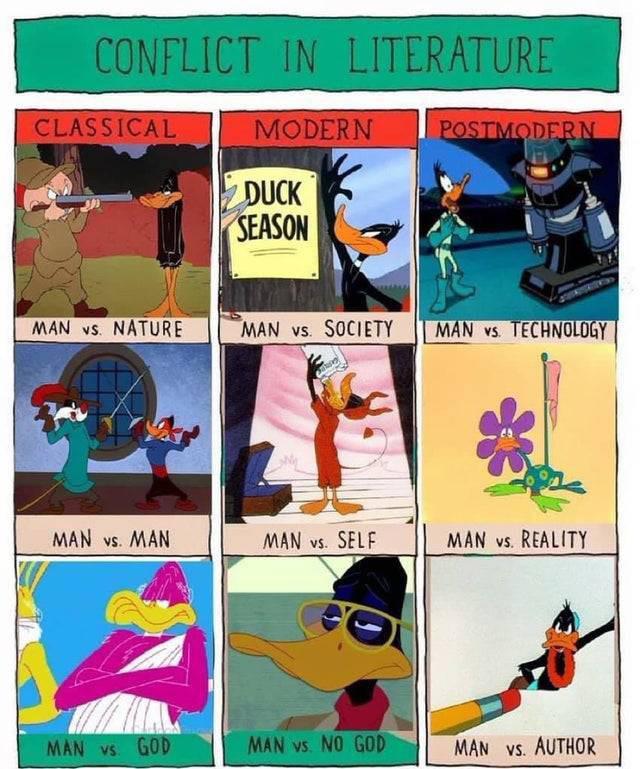 CONFLICT IN LITERATURE
CLASSICAL
MODERN
POSTMODERN
DUCK
SEASON
MAN vs. NATURE
MAN vs. SOCIETY
MAN vs. TECHNOLOGY
MAN vs. MAN
MAN vs. SELF
MAN vs. REALITY
MAN vs. GOD
MAN vs. NO GOD
MAN vs. AUTHOR